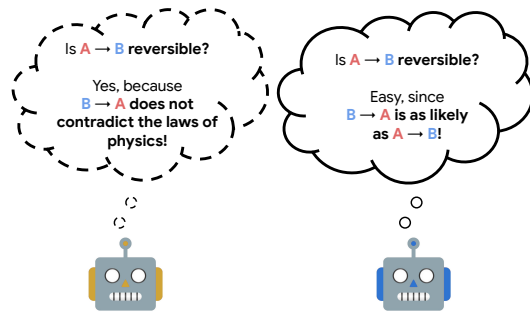 Is A → B reversible?
Yes, because
B → A does not
contradict the laws of
physics!
Is A → B reversible?
Easy, since
B → A is as likely
as A → B!